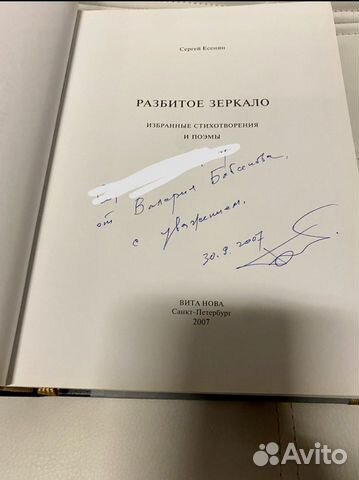 Сергей Есенин
РАЗБИТОЕ ЗЕРКАЛО
ИЗБРАННЫЕ СТИХОТВОРЕНИЯ
И ПОЭМЫ
от Валерия
с уважением.
30.9.2007
ВИТА НОВА
Санкт-Петербург
2007
Avito